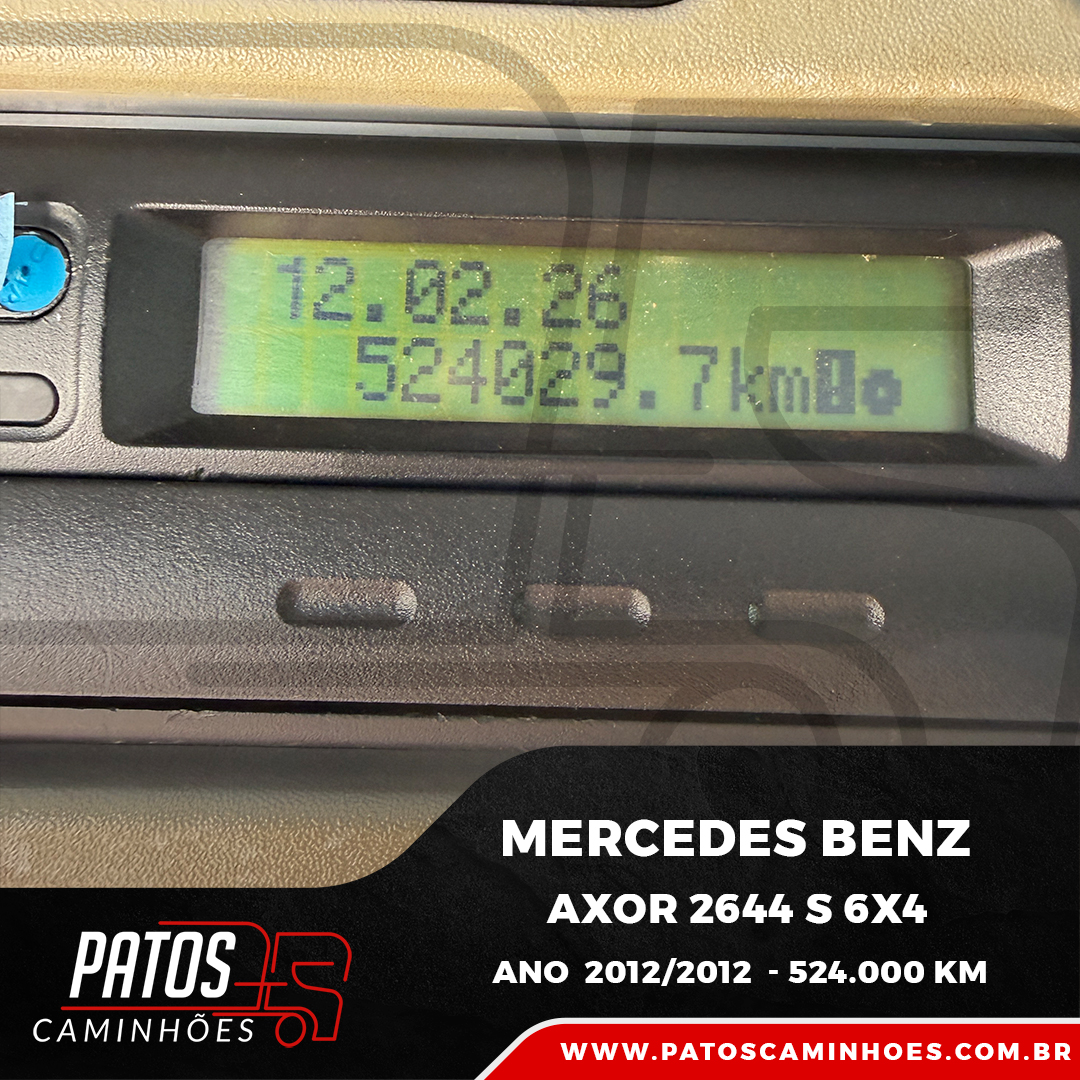 12.02.26
524029.7km
MERCEDES BENZ
AXOR 2644 S 6X4
ANO 2012/2012 - 524.000 KM
PATOS
CAMINHÕES
WWW.PATOSCAMINHOES.COM.BR